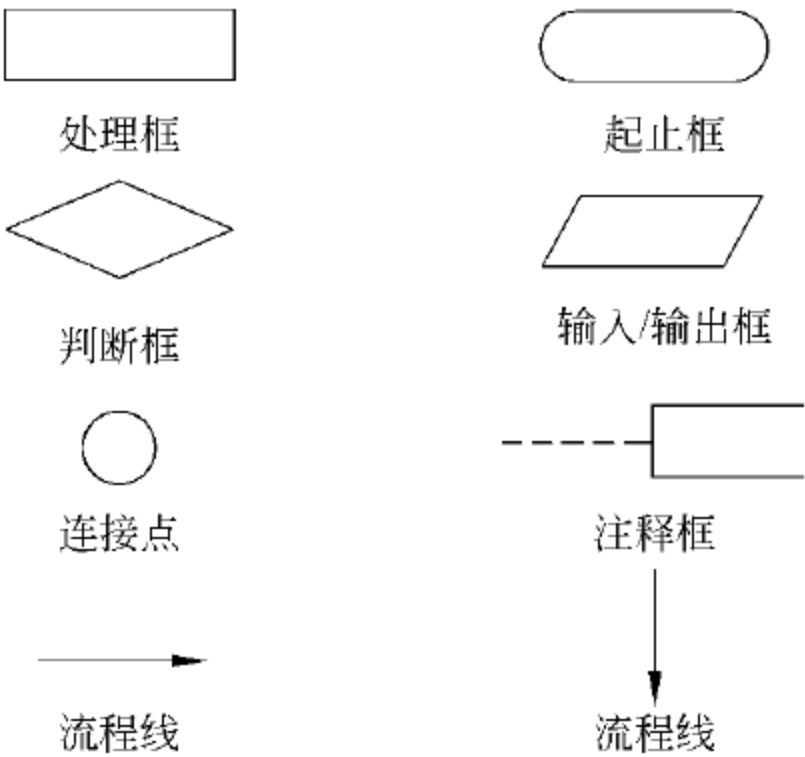 处理框
起止框
判断框
输入/输出框
连接点
注释框
流程线
流程线